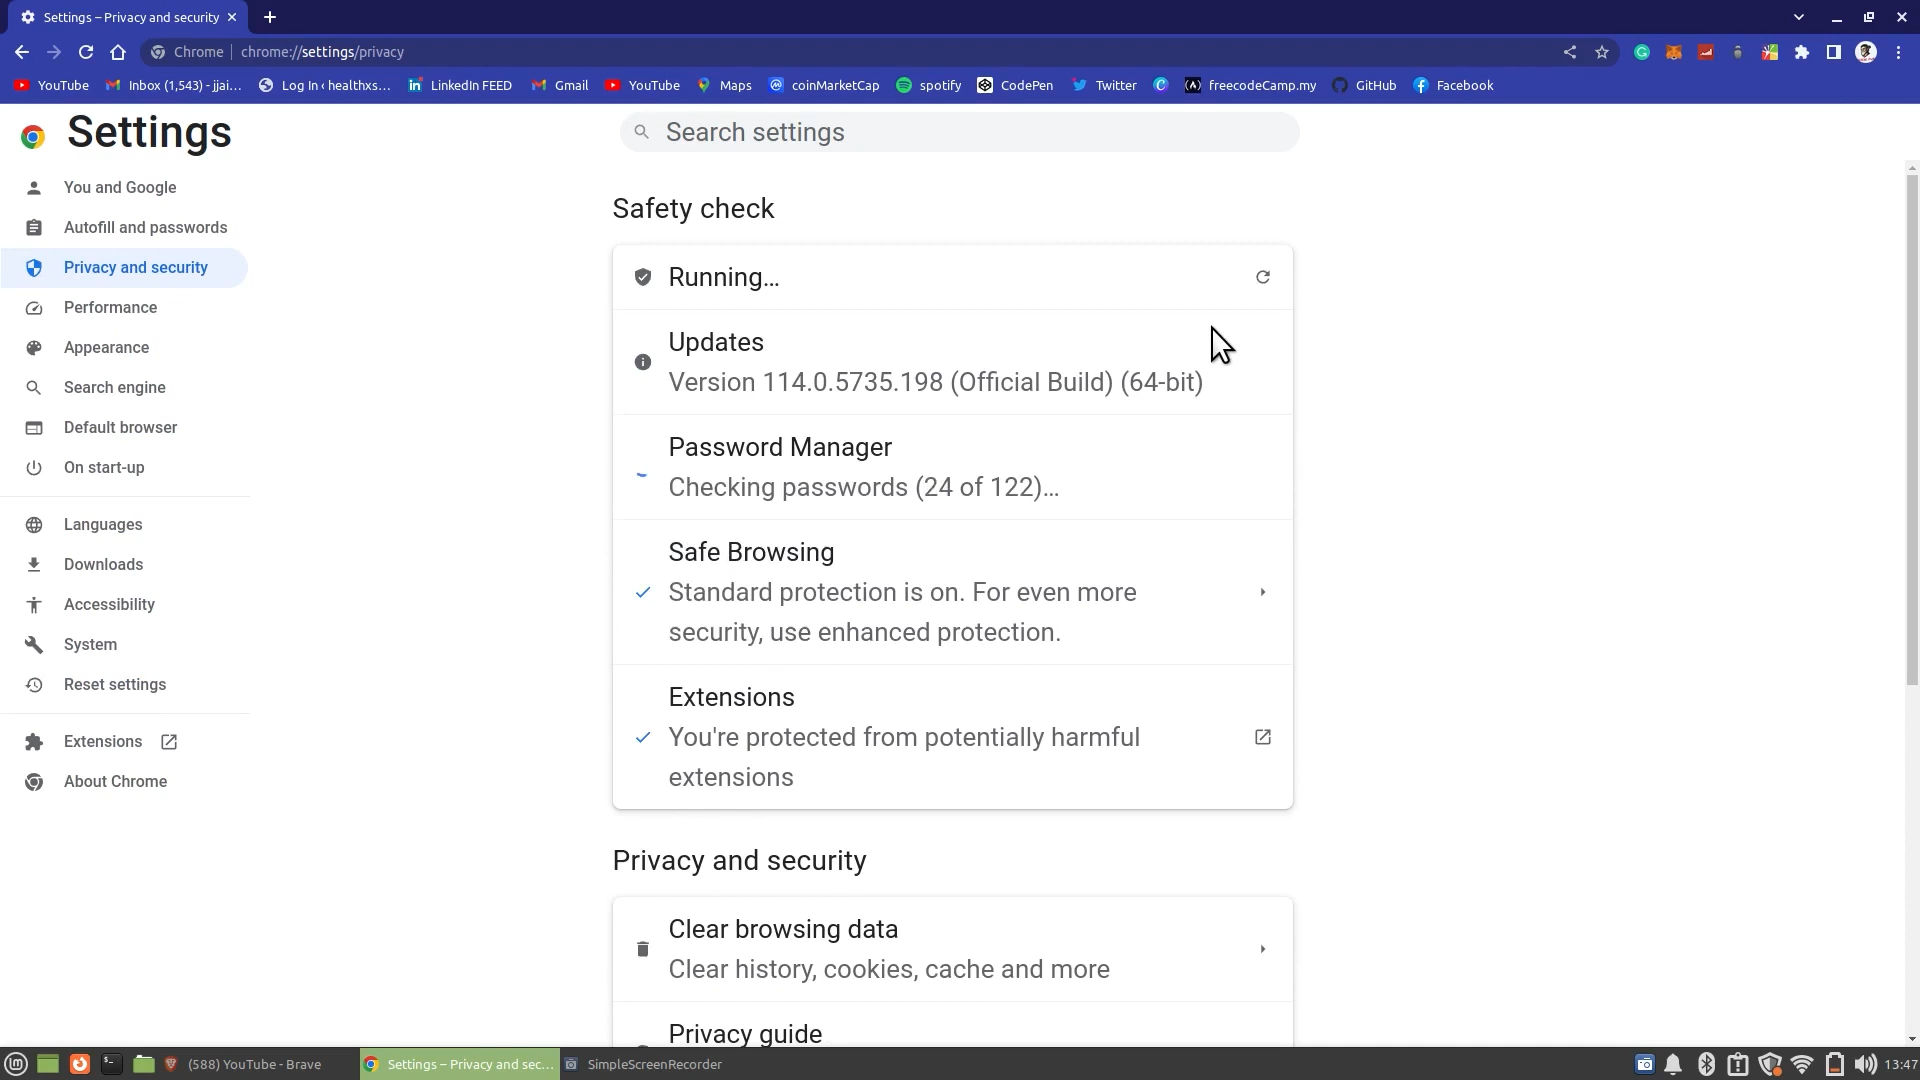 Settings – Privacy and security
Chrome chrome://settings/privacy
YouTube Inbox (1,543) - jjai... Log In ‹ healthxs... LinkedIn FEED Gmail YouTube Maps coinMarketCap spotify CodePen Twitter freecodeCamp.my GitHub Facebook
Settings
Search settings
You and Google
Autofill and passwords
Privacy and security
Performance
Appearance
Search engine
Default browser
On start-up
Languages
Downloads
Accessibility
System
Reset settings
Extensions
About Chrome
Safety check
Running...
Updates
Version 114.0.5735.198 (Official Build) (64-bit)
Password Manager
Checking passwords (24 of 122)...
Safe Browsing
Standard protection is on. For even more
security, use enhanced protection.
Extensions
You're protected from potentially harmful
extensions
Privacy and security
Clear browsing data
Clear history, cookies, cache and more
Privacy guide
(588) YouTube - Brave Settings – Privacy and sec... SimpleScreenRecorder 13:47